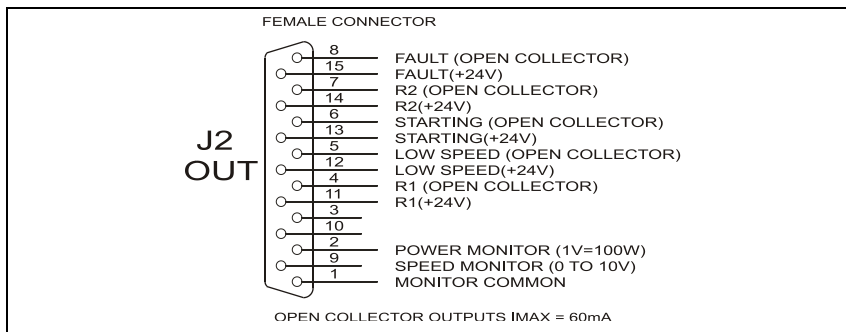 FEMALE CONNECTOR
8 FAULT (OPEN COLLECTOR)
15 FAULT(+24V)
7 R2 (OPEN COLLECTOR)
14 R2(+24V)
6 STARTING (OPEN COLLECTOR)
13 STARTING(+24V)
J2
OUT
5 LOW SPEED (OPEN COLLECTOR)
12 LOW SPEED(+24V)
4 R1 (OPEN COLLECTOR)
11 R1(+24V)
3
10
2 POWER MONITOR (1V=100W)
9 SPEED MONITOR (0 TO 10V)
1 MONITOR COMMON
OPEN COLLECTOR OUTPUTS IMAX = 60mA